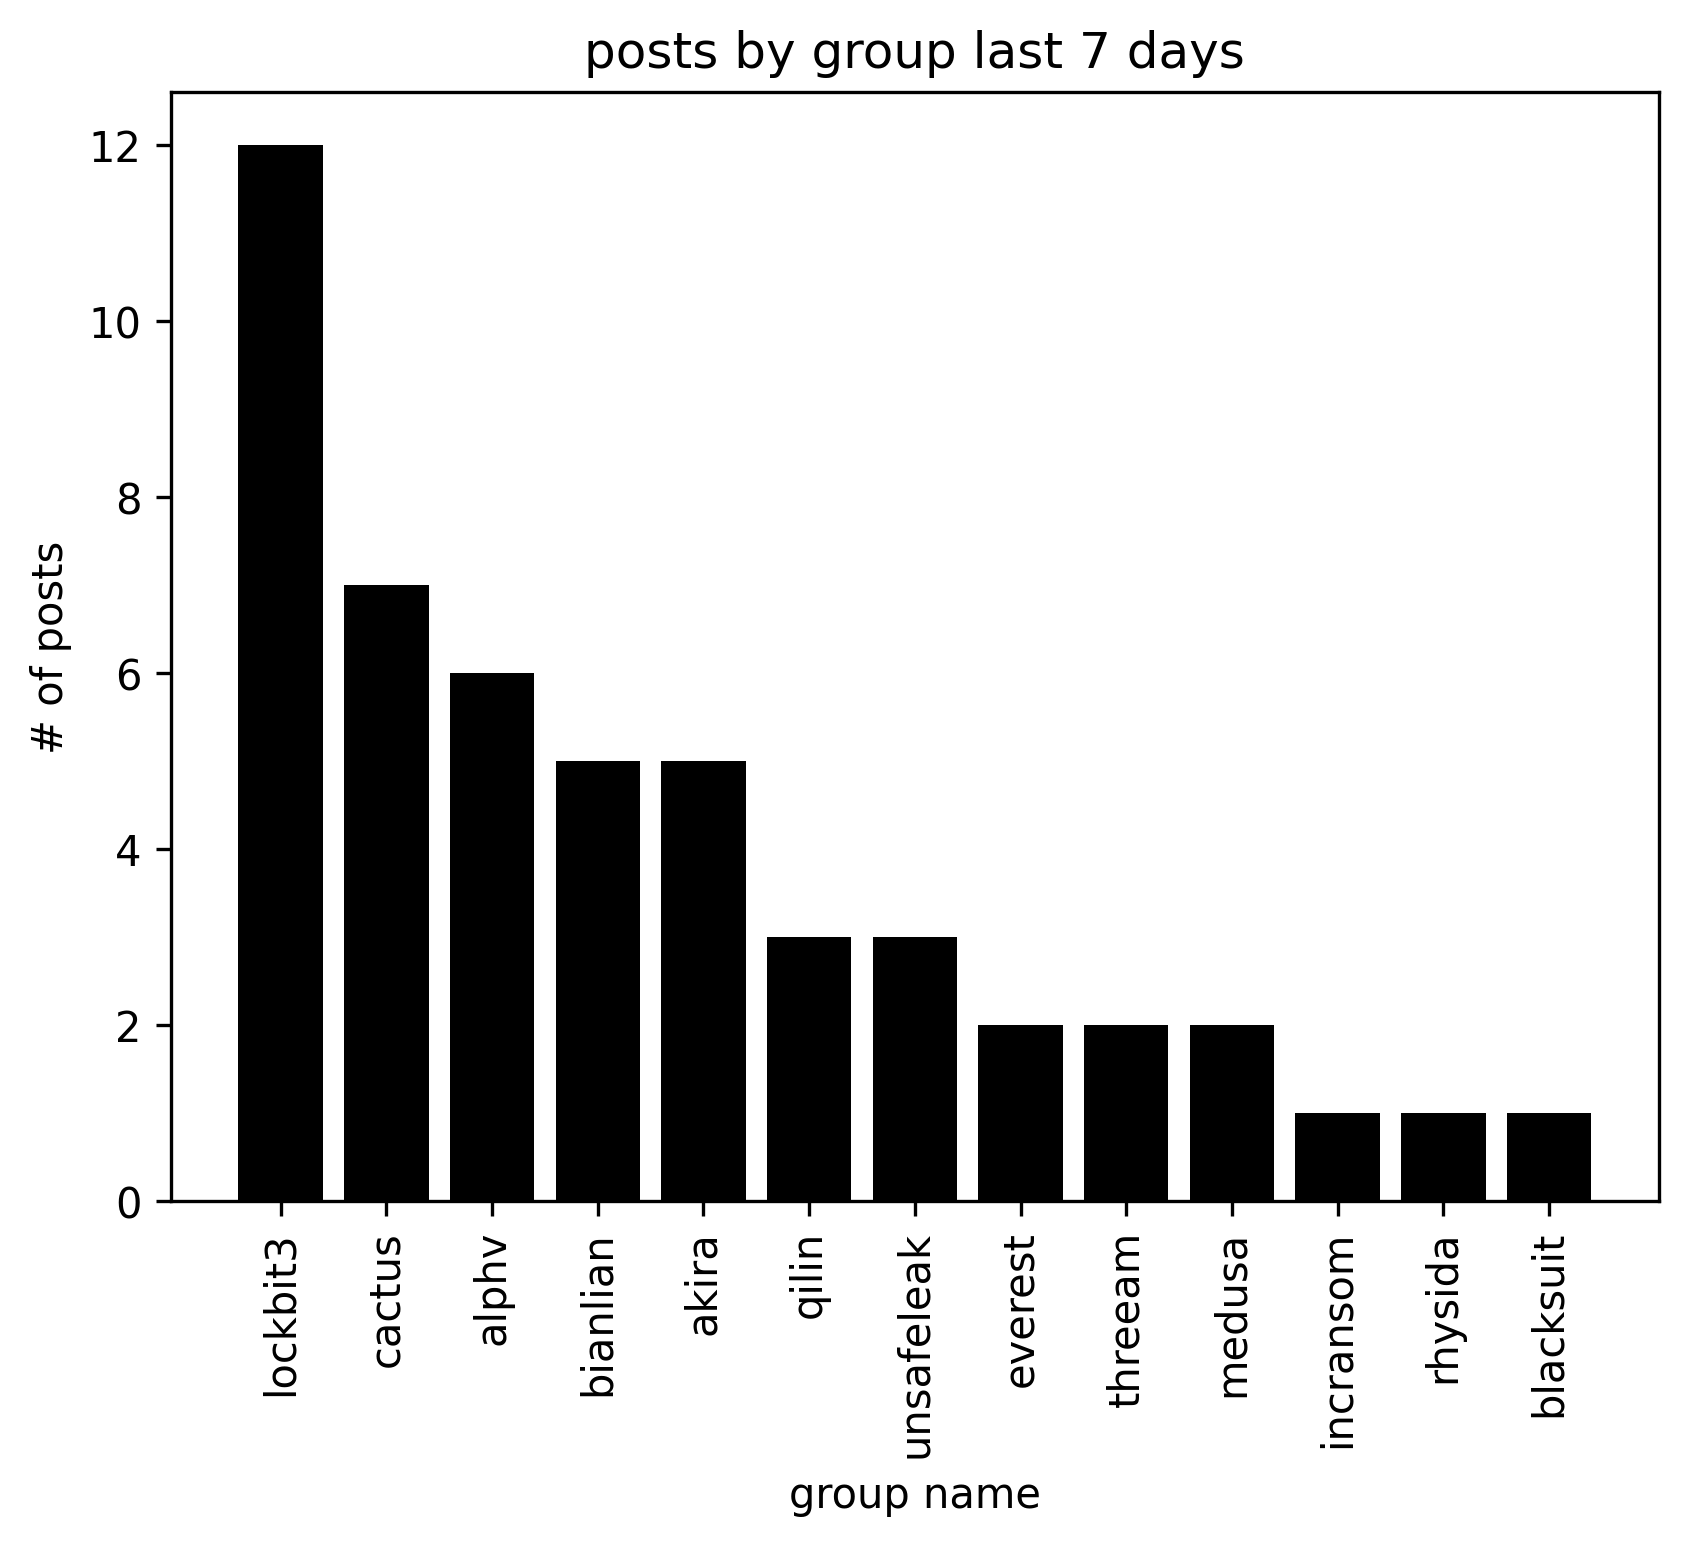 posts by group last 7 days
12
10
8
6
4
2
0
# of posts
lockbit3
cactus
alphv
bianlian
akira
qilin
unsafeleak
everest
threeam
medusa
incransom
rhysida
blacksuit
group name